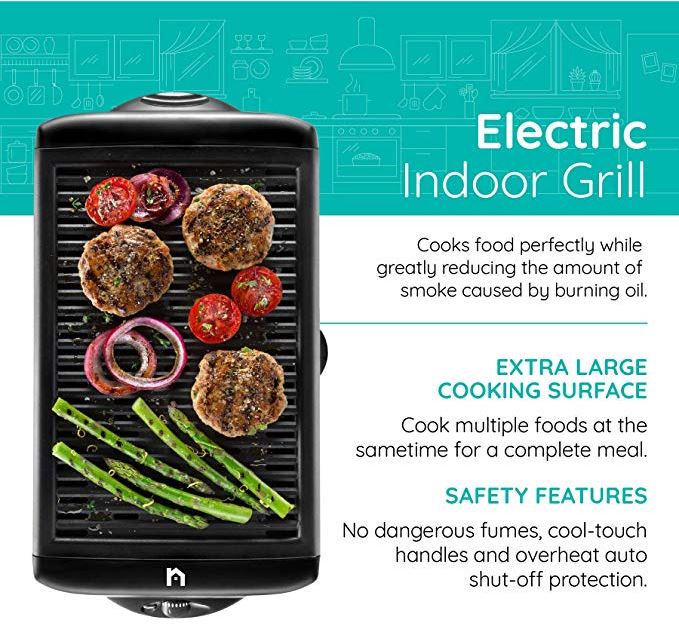 Electric
Indoor Grill
Cooks food perfectly while
greatly reducing the amount of
smoke caused by burning oil.
EXTRA LARGE
COOKING SURFACE
Cook multiple foods at the
sametime for a complete meal.
SAFETY FEATURES
No dangerous fumes, cool-touch
handles and overheat auto
shut-off protection.